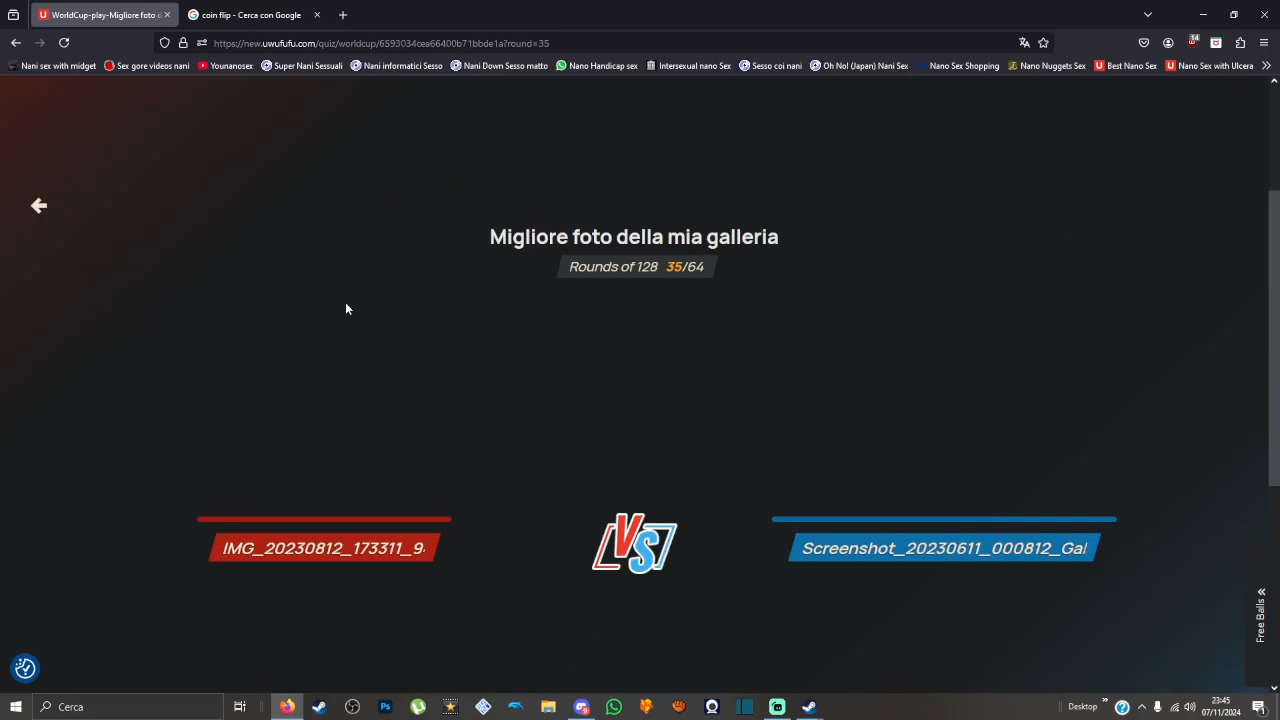 WorldCup-play-Migliore foto d
coin flip - Cerca con Google
https://new.uwufufu.com/quiz/worldcup/6593034cea66400b71bbde1a?round=35
14
Nani sex with midget
Sex gore videos nani
Younanosex
Super Nani Sessuali
Nani informatici Sesso
Nani Down Sesso matto
Nano Handicap sex
Intersexual nano Sex
Sesso coi nani
Oh No! (Japan) Nani Sex
Nano Sex Shopping
Nano Nuggets Sex
Best Nano Sex
Nano Sex with Ulcera
Migliore foto della mia galleria
Rounds of 128 35/64
VS
IMG_20230812_173311_9
Screenshot_20230611_000812_Gal
Free Balls
Cerca
Desktop
23:45
07/11/2024